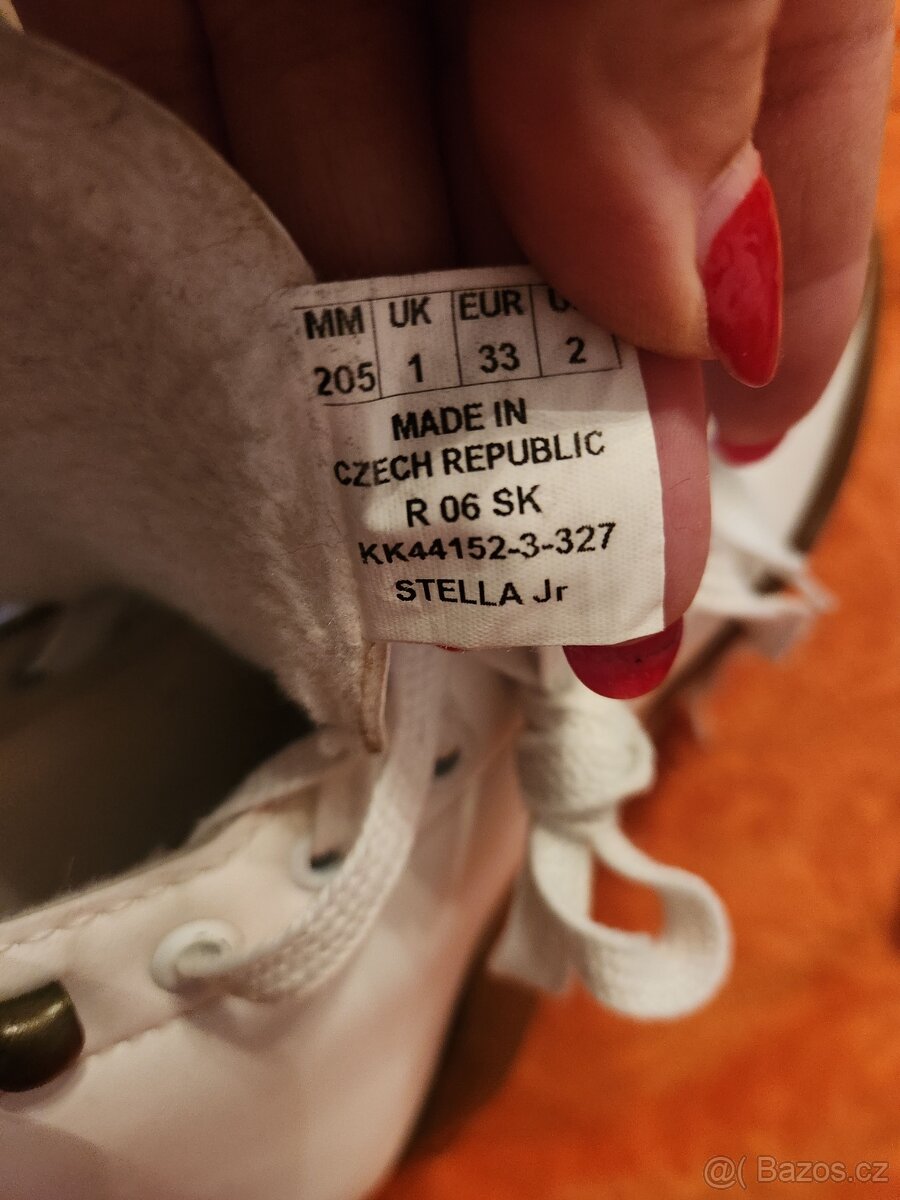 MM UK EUR
205 1 33 2
MADE IN
CZECH REPUBLIC
R 06 SK
KK44152-3-327
STELLA Jr
@( Bazos.cz